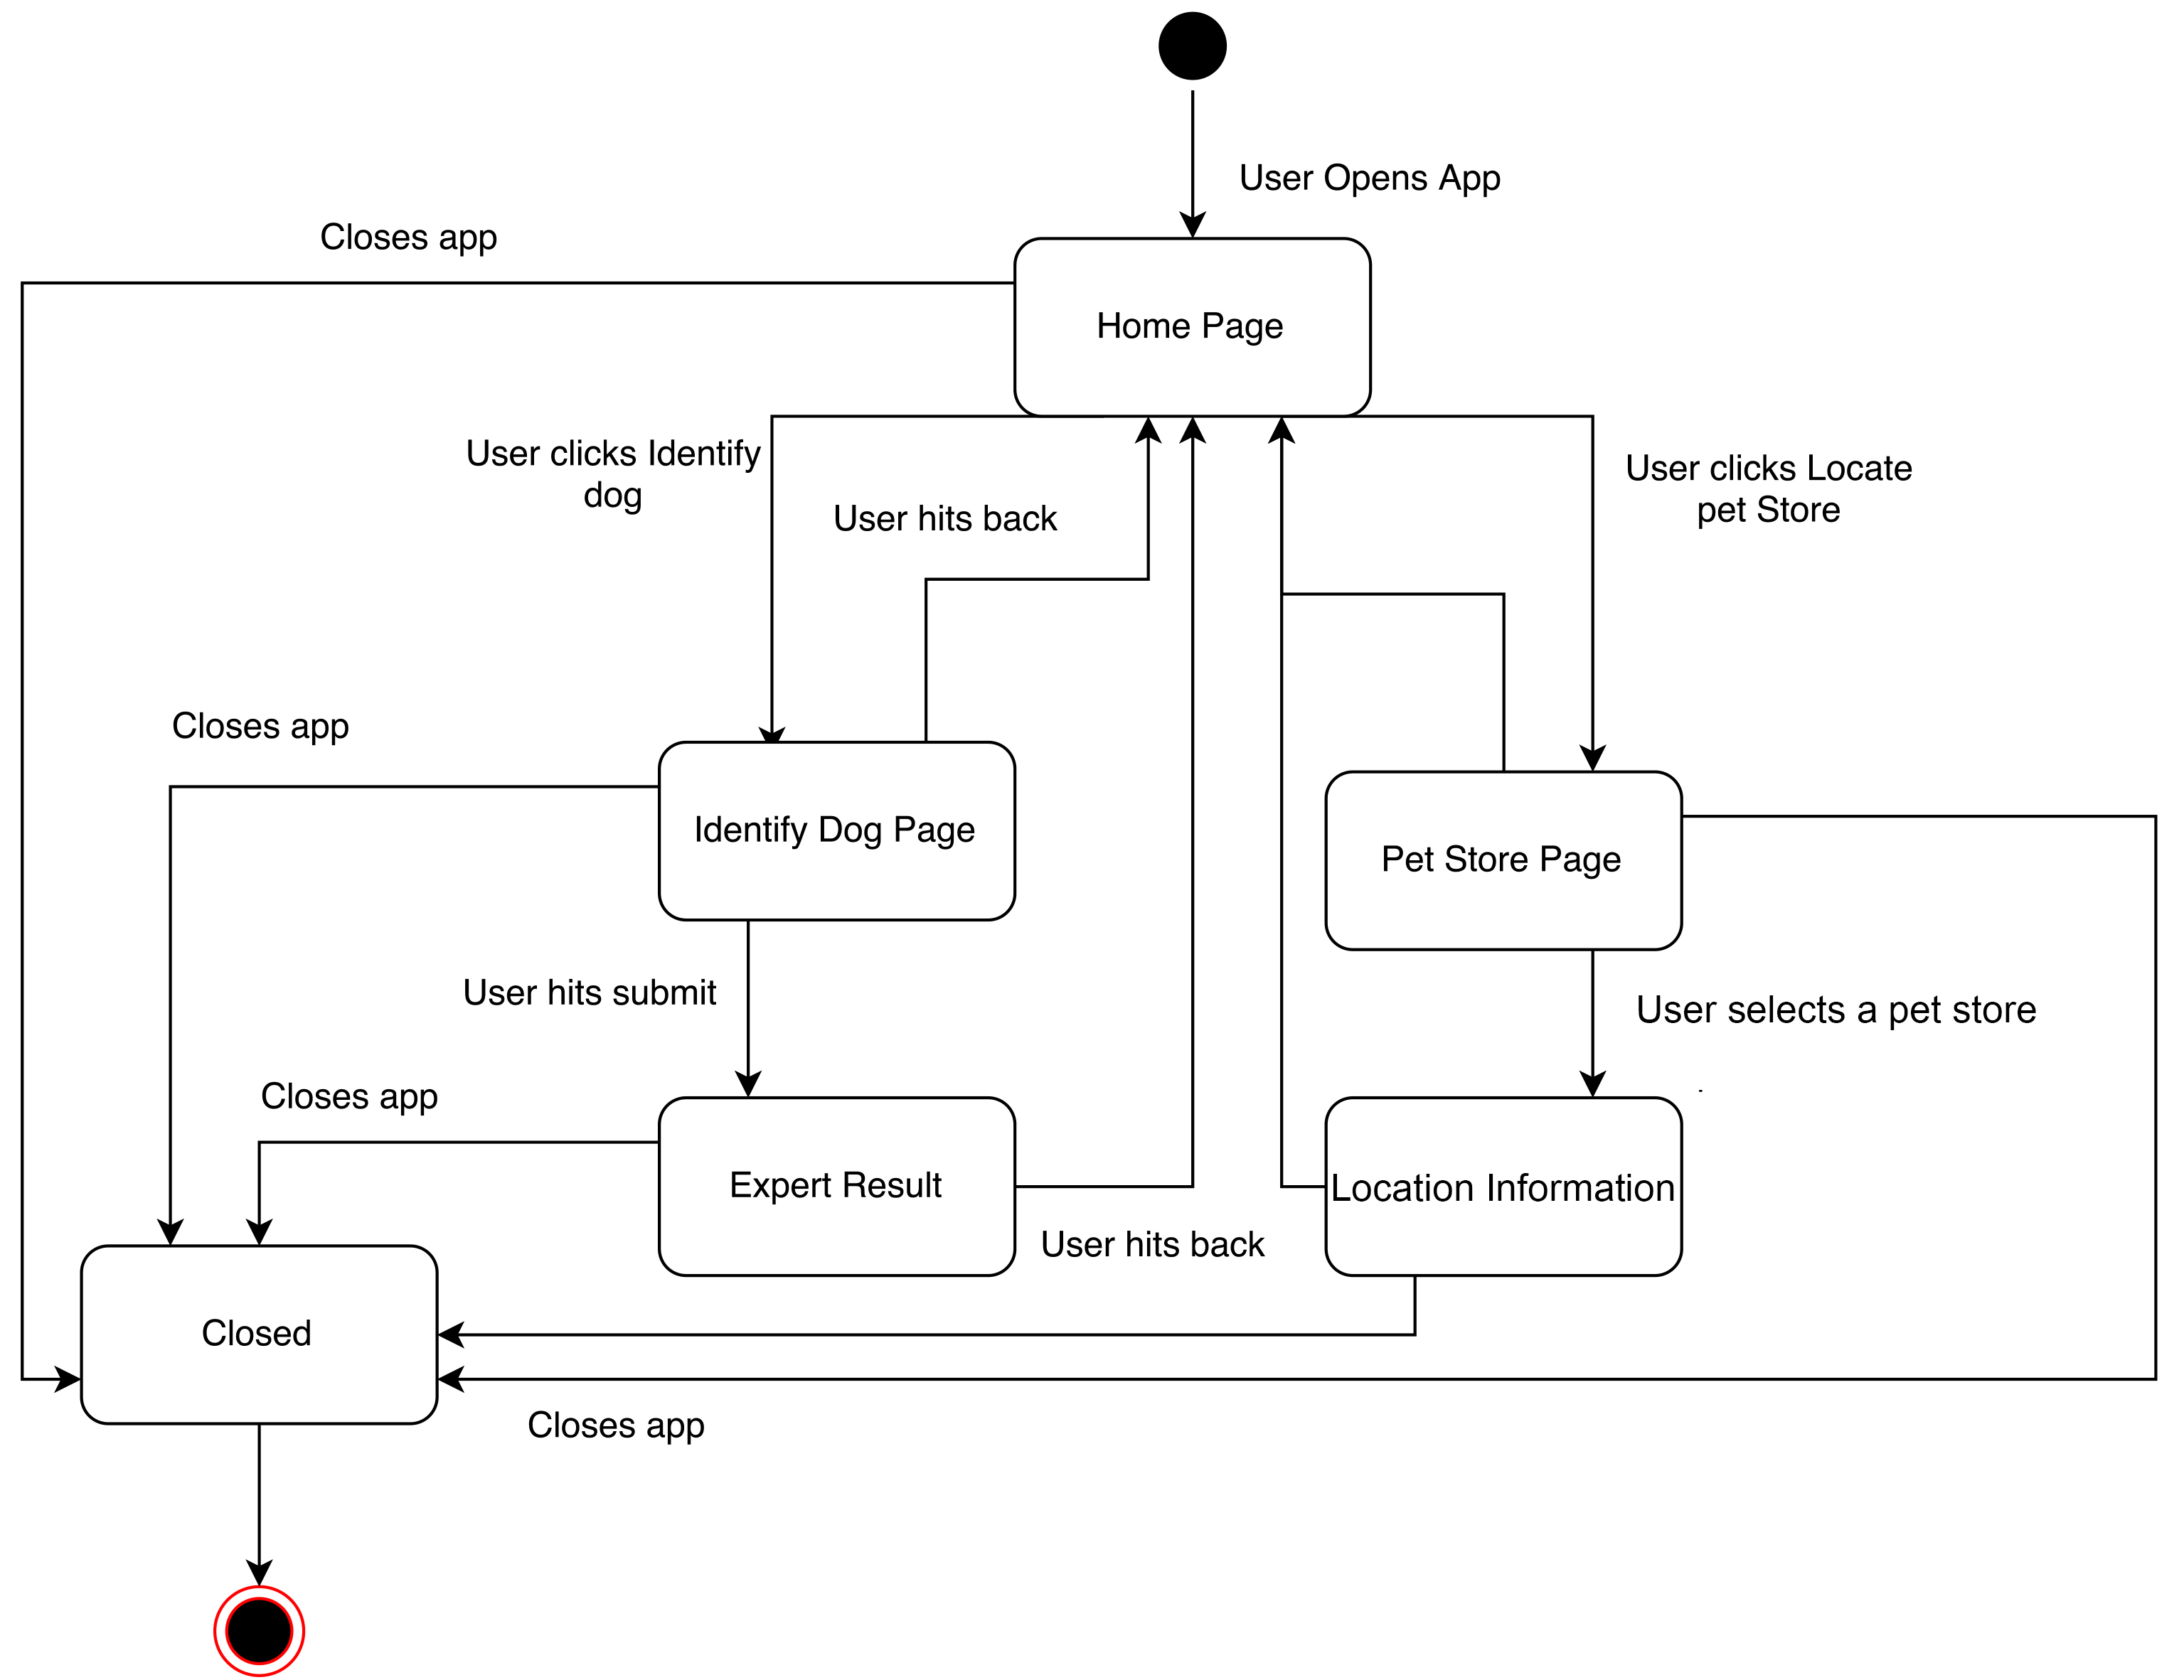 User Opens App
Closes app
Home Page
User clicks Identify
dog
User clicks Locate
pet Store
User hits back
Closes app
Identify Dog Page
Pet Store Page
User hits submit
User selects a pet store
Closes app
-
Expert Result
Location Information
User hits back
Closed
Closes app